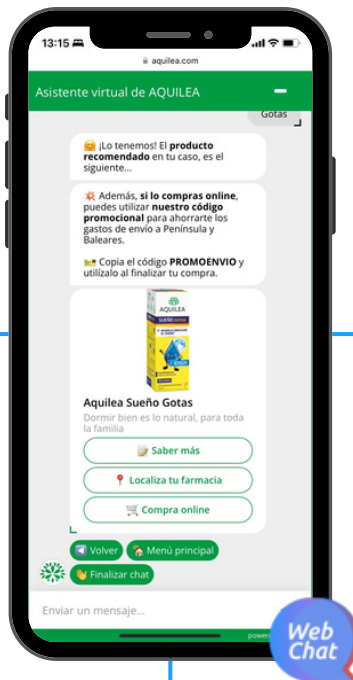 13:15
aquilea.com
Asistente virtual de AQUILEA
Gotas
¡Lo tenemos! El producto
recomendado en tu caso, es el
siguiente...
Además, si lo compras online,
puedes utilizar nuestro código
promocional para ahorrarte los
gastos de envío a Península y
Baleares.
Copia el código PROMOENVIO y
utilízalo al finalizar tu compra.
AQUILEA
Sueño
Aquilea Sueño Gotas
Dormir bien es lo natural, para toda
la familia
Saber más
Localiza tu farmacia
Compra online
Volver
Menú principal
Finalizar chat
Enviar un mensaje...
Web
Chat